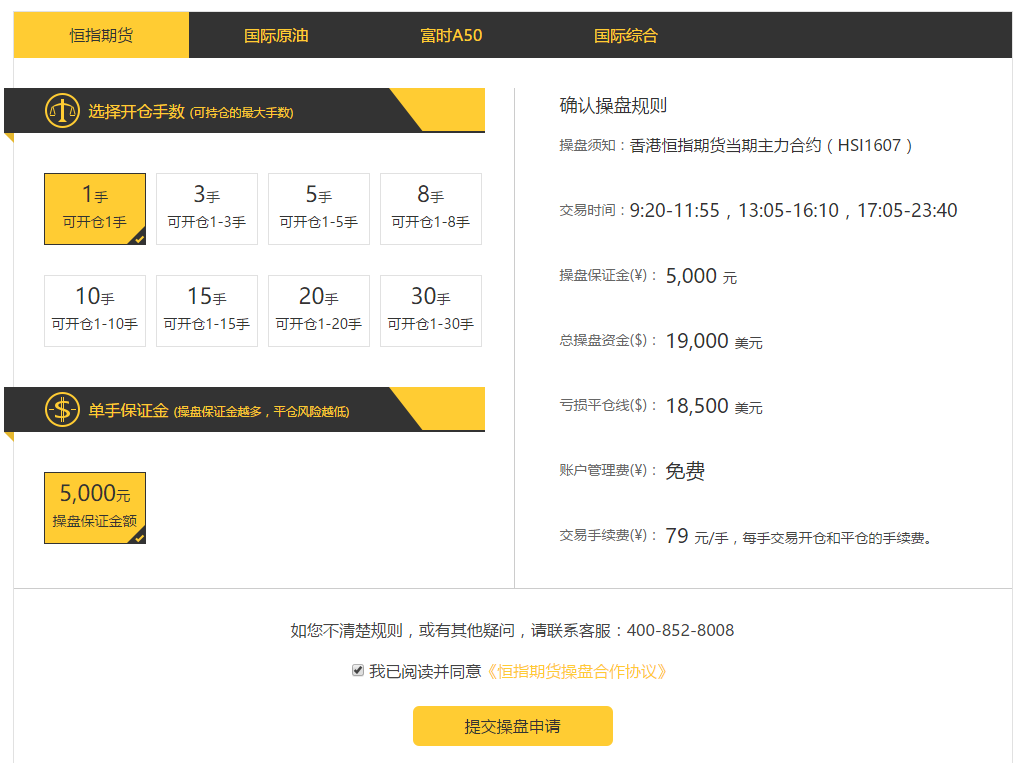 恒指期货
国际原油
富时A50
国际综合
选择开仓手数 (可持仓的最大手数)
1手
可开仓1手
3手
可开仓1-3手
5手
可开仓1-5手
8手
可开仓1-8手
10手
可开仓1-10手
15手
可开仓1-15手
20手
可开仓1-20手
30手
可开仓1-30手
单手保证金 (操盘保证金越多，平仓风险越低)
5,000元
操盘保证金额
确认操盘规则
操盘须知：香港恒指期货当期主力合约（HSI1607）
交易时间：9:20-11:55，13:05-16:10，17:05-23:40
操盘保证金(¥)： 5,000 元
总操盘资金($)： 19,000 美元
亏损平仓线($)： 18,500 美元
账户管理费(¥)： 免费
交易手续费(¥)： 79 元/手，每手交易开仓和平仓的手续费。
如您不清楚规则，或有其他疑问，请联系客服：400-852-8008
我已阅读并同意《恒指期货操盘合作协议》
提交操盘申请